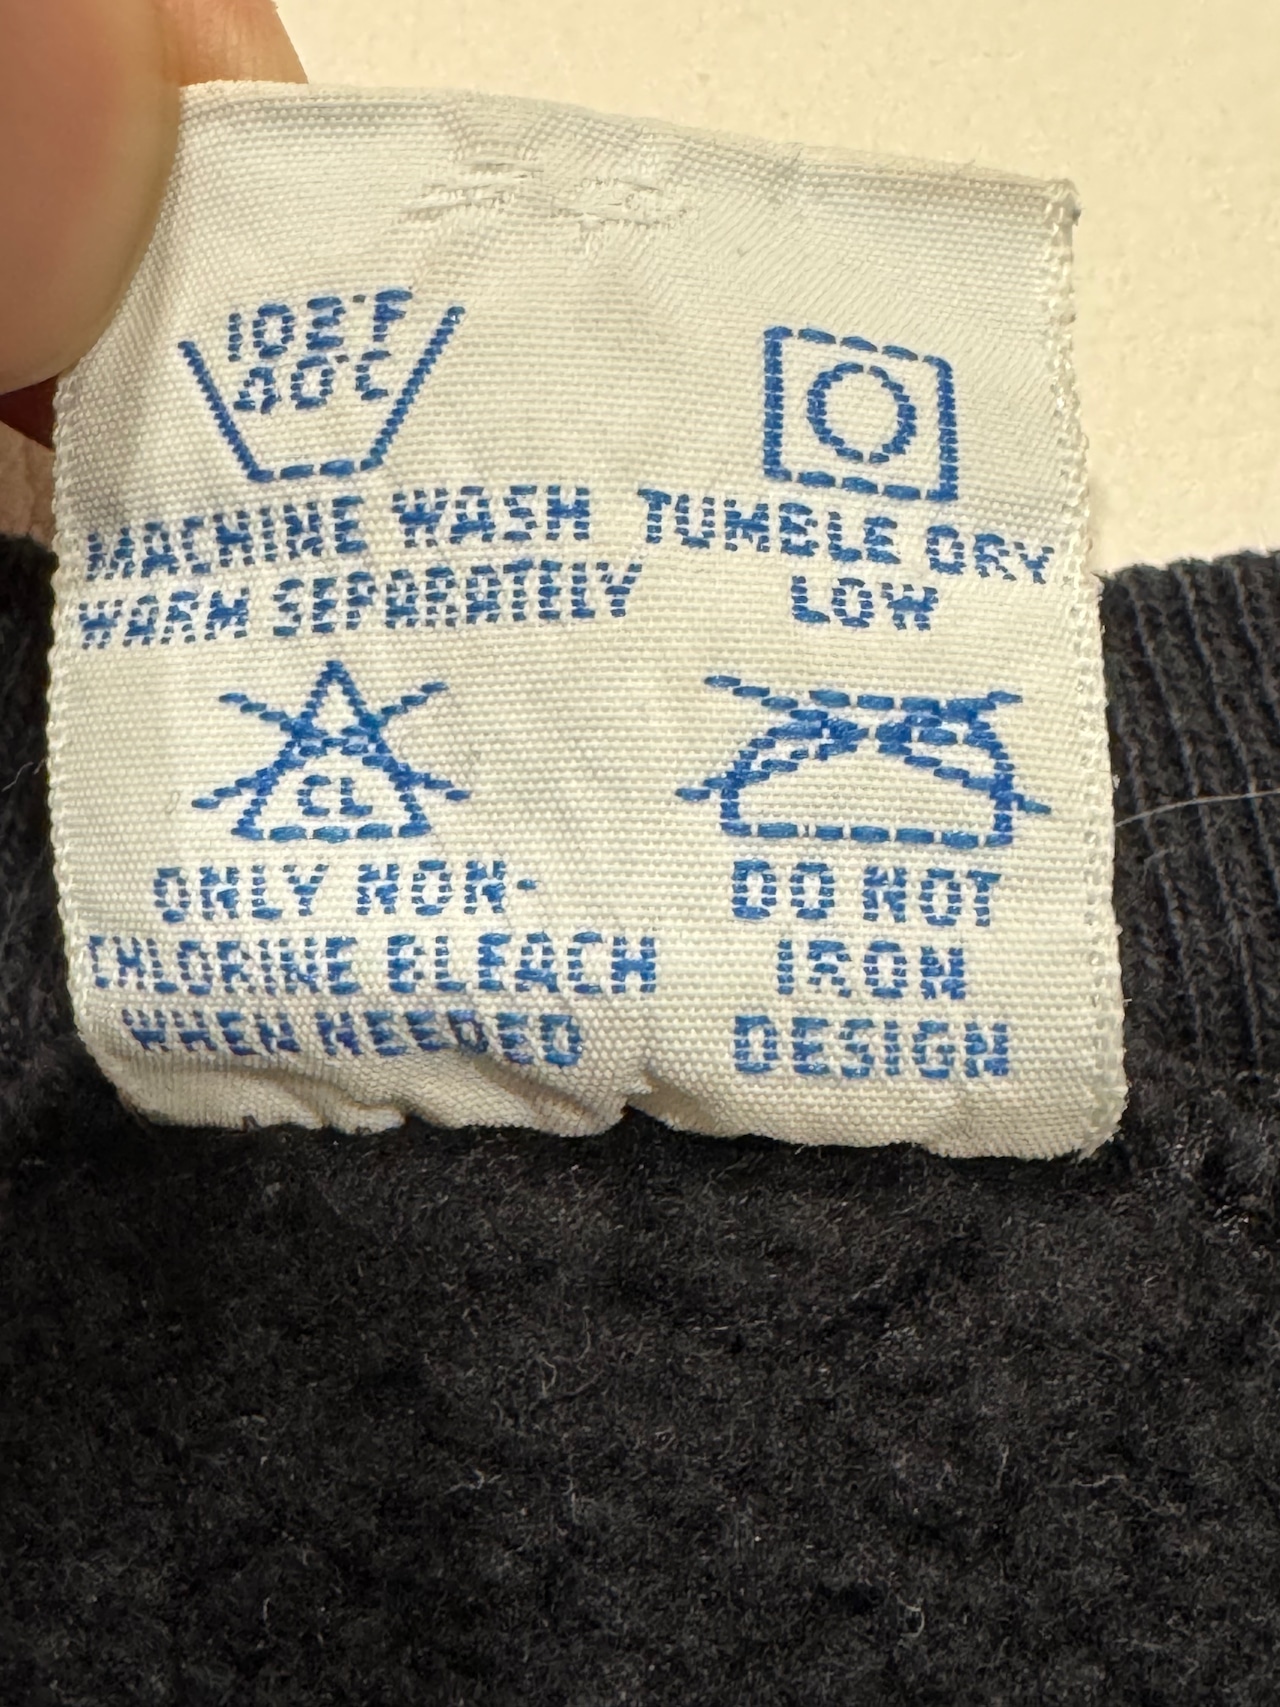 102°F
40°C
MACHINE WASH
WARM SEPARATELY
TUMBLE DRY
LOW
CL
ONLY NON-
CHLORINE BLEACH
WHEN NEEDED
DO NOT
IRON
DESIGN